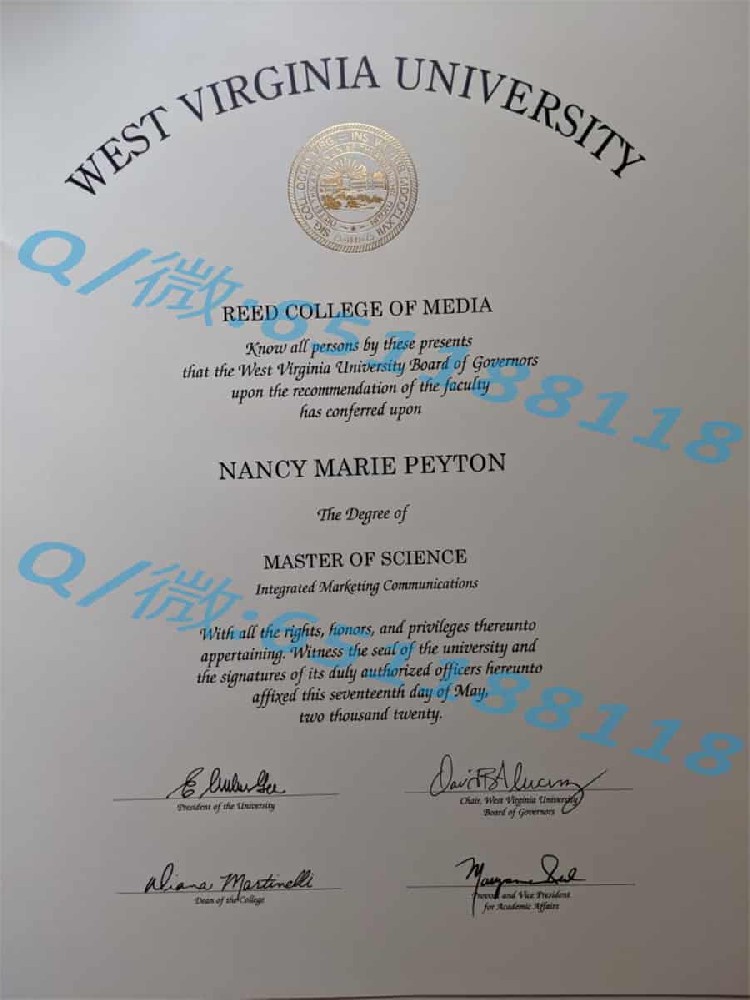 WEST VIRGINIA UNIVERSITY
REED COLLEGE OF MEDIA
Know all persons by these presents
that the West Virginia University Board of Governors
upon the recommendation of the faculty
has conferred upon
NANCY MARIE PEYTON
The Degree of
MASTER OF SCIENCE
Integrated Marketing Communications
With all the rights, honors, and privileges thereunto
appertaining. Witness the seal of the university and
the signatures of its duly authorized officers hereunto
affixed this seventeenth day of May,
two thousand twenty.
President of the University
Chair, West Virginia University
Board of Governors
Diana Martinelli
Dean of the College
Provost and Vice President
for Academic Affairs
Q/微:651188118
Q/微:651188118